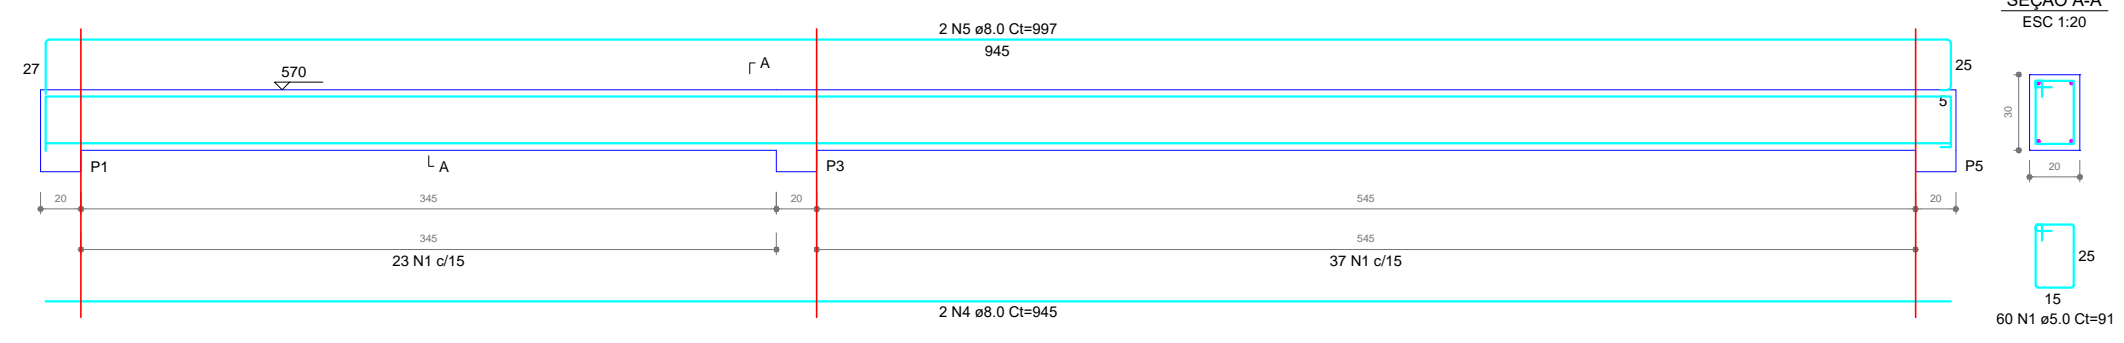 SEÇÃO A-A
ESC 1:20
2 N5 ø8.0 Ct=997
945
27
570
A
25
5
P1
A
P3
P5
30
20
20
345
20
545
20
345
545
23 N1 c/15
37 N1 c/15
25
15
60 N1 ø5.0 Ct=91
2 N4 ø8.0 Ct=945